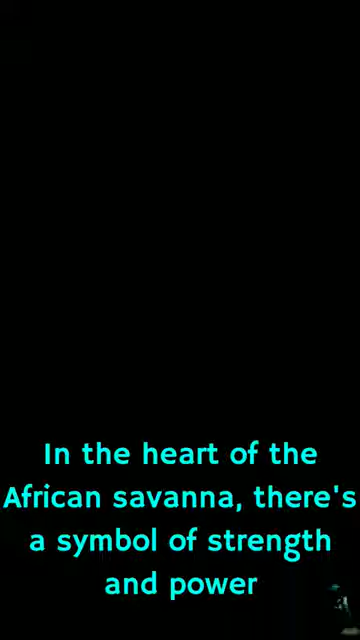 In the heart of the
African savanna, there's
a symbol of strength
and power